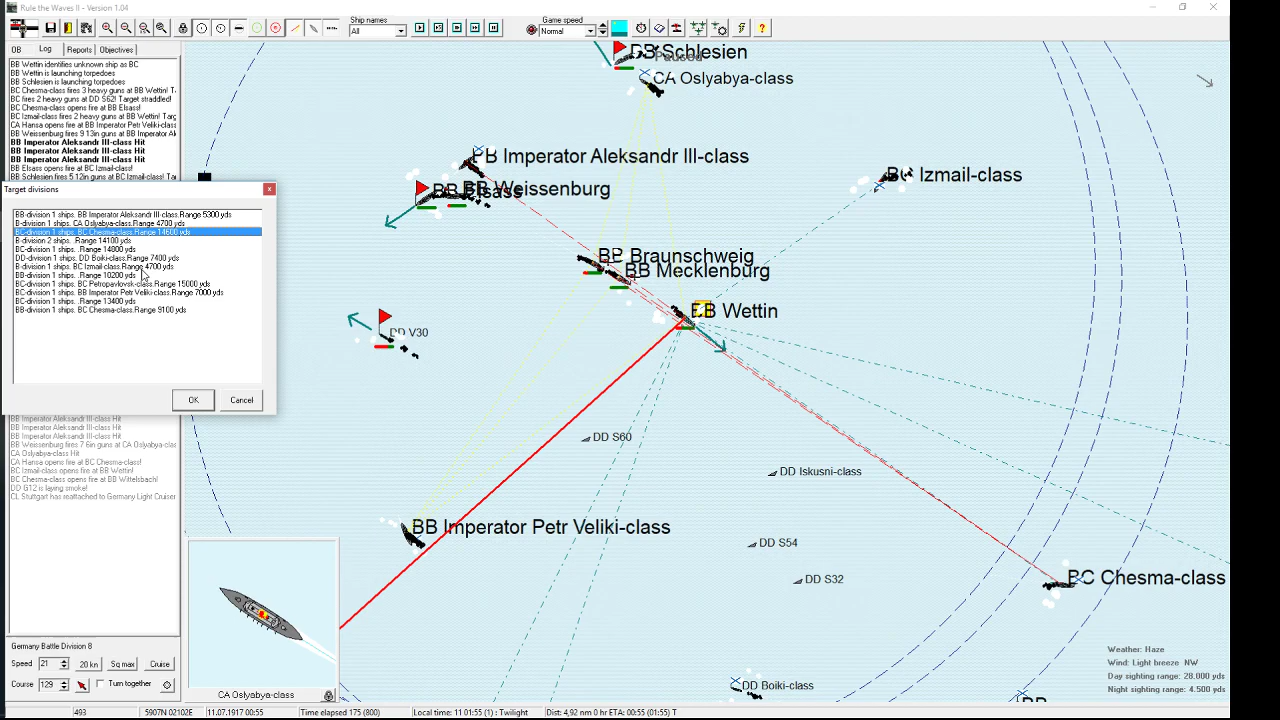 Rule the Waves II - Version 1.04
Ship names
All
Game speed
Normal
OB Log Reports Objectives
BB Wettin identifies unknown ship as BC
BB Wettin is launching torpedoes
BB Schlesien is launching torpedoes
BC Chesma-class fires 3 heavy guns at BB Wettin! T
BC fires 2 heavy guns at DD S62! Target straddled!
BC Chesma-class opens fire at BB Elsass!
BC Izmail-class fires 2 heavy guns at BB Wettin! Targ
CA Hansa opens fire at BB Imperator Petr Veliki-class
BB Weissenburg fires 9 13in guns at BB Imperator Al
BB Imperator Aleksandr III-class Hit
BB Imperator Aleksandr III-class Hit
BB Imperator Aleksandr III-class Hit
BB Elsass opens fire at BC Izmail-class!
BB Schlesien fires 5 12in guns at CA Oslyabya-class
Target divisions
BB-division 1 ships. BB Imperator Aleksandr III-class.Range 5300 yds
B-division 1 ships. CA Oslyabya-class.Range 4700 yds
BC-division 1 ships. BC Chesma-class.Range 14600 yds
B-division 2 ships. .Range 14100 yds
BC-division 1 ships. .Range 14800 yds
DD-division 1 ships. DD Boiki-class.Range 7400 yds
B-division 1 ships. BC Izmail-class.Range 4700 yds
BB-division 1 ships. .Range 10200 yds
BC-division 1 ships. BC Petropavlovsk-class.Range 15000 yds
BC-division 1 ships. BB Imperator Petr Veliki-class.Range 7000 yds
BC-division 1 ships. .Range 13400 yds
BB-division 1 ships. BC Chesma-class.Range 9100 yds
OK Cancel
BB Imperator Aleksandr III-class Hit
BB Imperator Aleksandr III-class Hit
BB Imperator Aleksandr III-class Hit
BB Weissenburg fires 7 6in guns at CA Oslyabya-class
CA Oslyabya-class Hit
CA Hansa opens fire at BC Chesma-class!
BC Izmail-class opens fire at BB Wettin!
BC Chesma-class opens fire at BB Wittelsbach!
DD G12 is laying smoke!
CL Stuttgart has reattached to Germany Light Cruiser
BB Schlesien
Paused
CA Oslyabya-class
BB Imperator Aleksandr III-class
BB Elsass
BB Weissenburg
BC Izmail-class
BB Braunschweig
BB Mecklenburg
BB Wettin
DD V30
DD S60
DD Iskusni-class
BB Imperator Petr Veliki-class
DD S54
DD S32
BC Chesma-class
DD Boiki-class
BB
Weather: Haze
Wind: Light breeze NW
Day sighting range: 28.000 yds
Night sighting range: 4.500 yds
Germany Battle Division 8
Speed 21 20 kn Sq max Cruise
Course 129 Turn together
CA Oslyabya-class
493 5907N 02102E 11.07.1917 00:55 Time elapsed 175 (800) Local time: 11 01:55 (1) : Twilight Dist: 4,92 nm 0 hr ETA: 00:55 (01:55) T